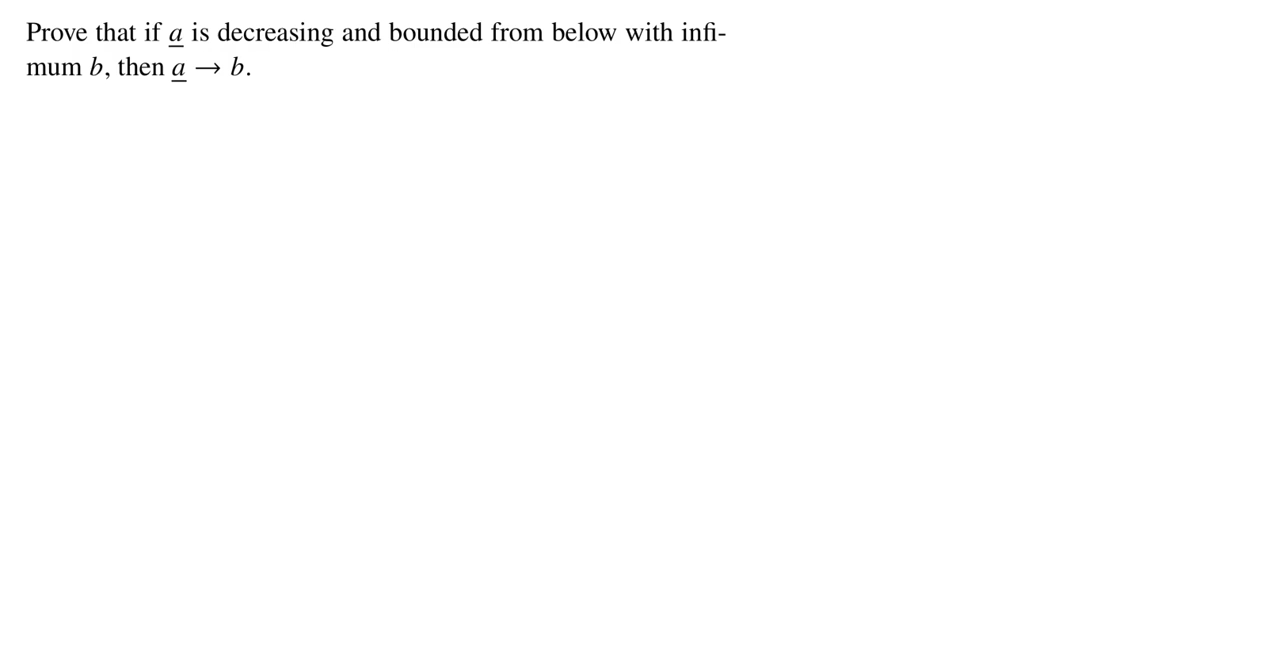 Prove that if a is decreasing and bounded from below with infi-
mum b, then a → b.